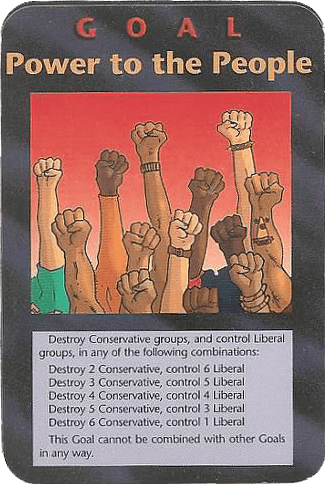 GOAL
Power to the People
Destroy Conservative groups, and control Liberal
groups, in any of the following combinations:
Destroy 2 Conservative, control 6 Liberal
Destroy 3 Conservative, control 5 Liberal
Destroy 4 Conservative, control 4 Liberal
Destroy 5 Conservative, control 3 Liberal
Destroy 6 Conservative, control 1 Liberal
This Goal cannot be combined with other Goals
in any way.